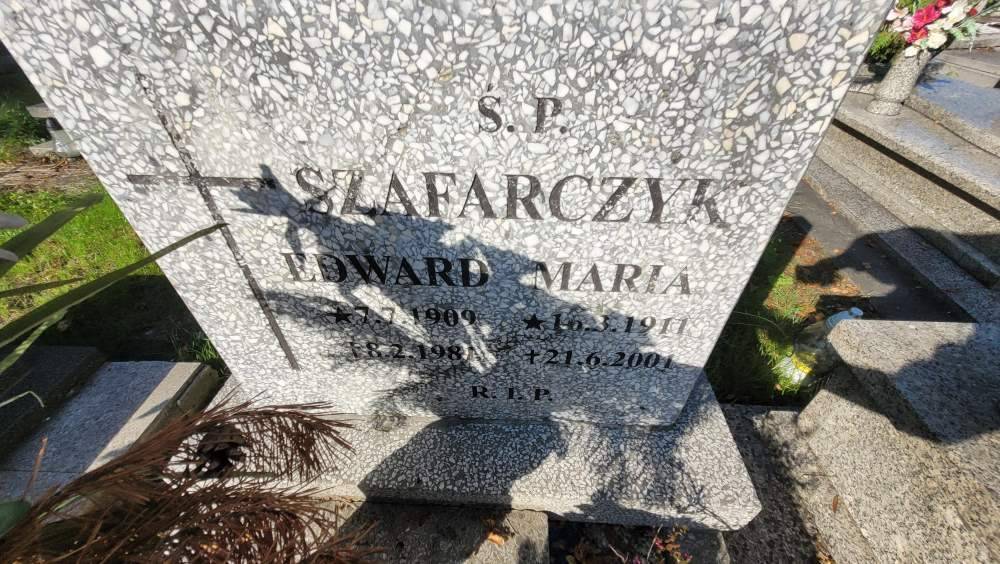 Ś. P.
SZAFARCZYK
EDWARD MARIA
★7.7.1909 ★16.3.1911
†21.6.2001
R. I. P.